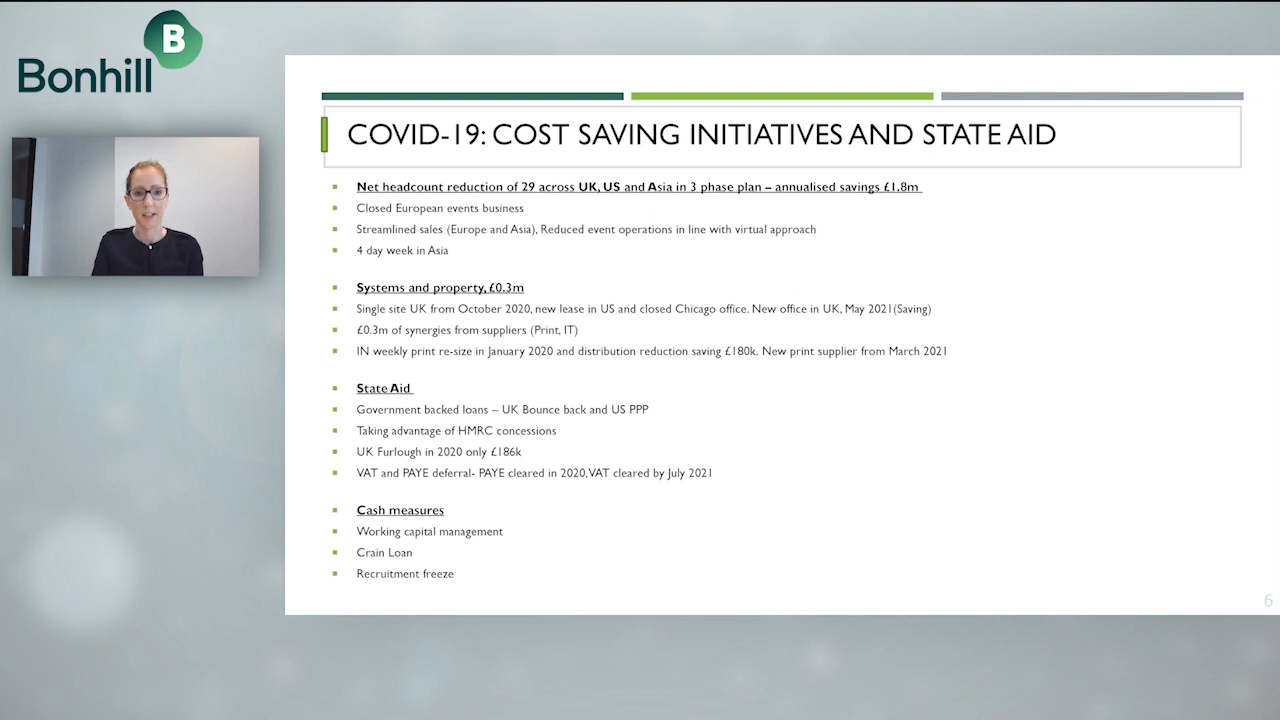 B
Bonhill
COVID-19: COST SAVING INITIATIVES AND STATE AID
Net headcount reduction of 29 across UK, US and Asia in 3 phase plan – annualised savings £1.8m
Closed European events business
Streamlined sales (Europe and Asia), Reduced event operations in line with virtual approach
4 day week in Asia
Systems and property, £0.3m
Single site UK from October 2020, new lease in US and closed Chicago office. New office in UK, May 2021(Saving)
£0.3m of synergies from suppliers (Print, IT)
IN weekly print re-size in January 2020 and distribution reduction saving £180k. New print supplier from March 2021
State Aid
Government backed loans – UK Bounce back and US PPP
Taking advantage of HMRC concessions
UK Furlough in 2020 only £186k
VAT and PAYE deferral- PAYE cleared in 2020, VAT cleared by July 2021
Cash measures
Working capital management
Crain Loan
Recruitment freeze
6